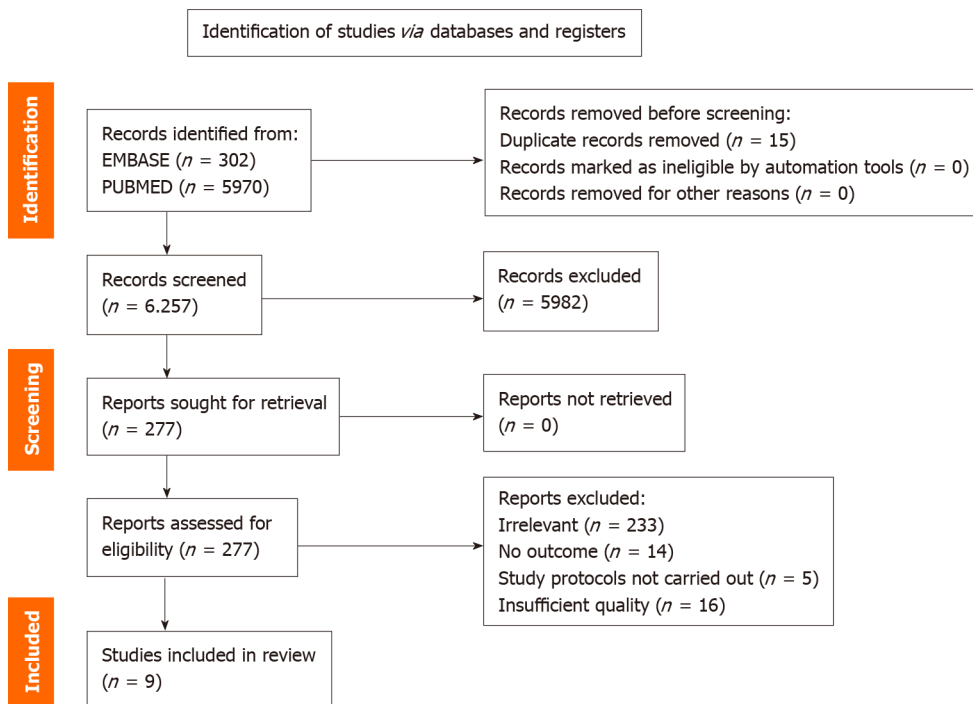 Identification of studies via databases and registers
Identification
Records identified from:
EMBASE (n = 302)
PUBMED (n = 5970)
Records removed before screening:
Duplicate records removed (n = 15)
Records marked as ineligible by automation tools (n = 0)
Records removed for other reasons (n = 0)
Records screened
(n = 6.257)
Records excluded
(n = 5982)
Screening
Reports sought for retrieval
(n = 277)
Reports not retrieved
(n = 0)
Reports assessed for
eligibility (n = 277)
Reports excluded:
Irrelevant (n = 233)
No outcome (n = 14)
Study protocols not carried out (n = 5)
Insufficient quality (n = 16)
Included
Studies included in review
(n = 9)